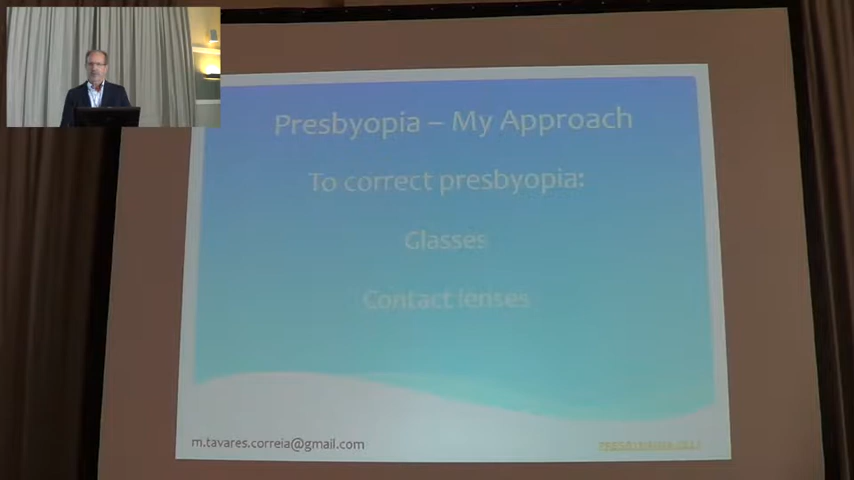 Presbyopia – My Approach
To correct presbyopia:
Glasses
Contact lenses
m.tavares.correia@gmail.com